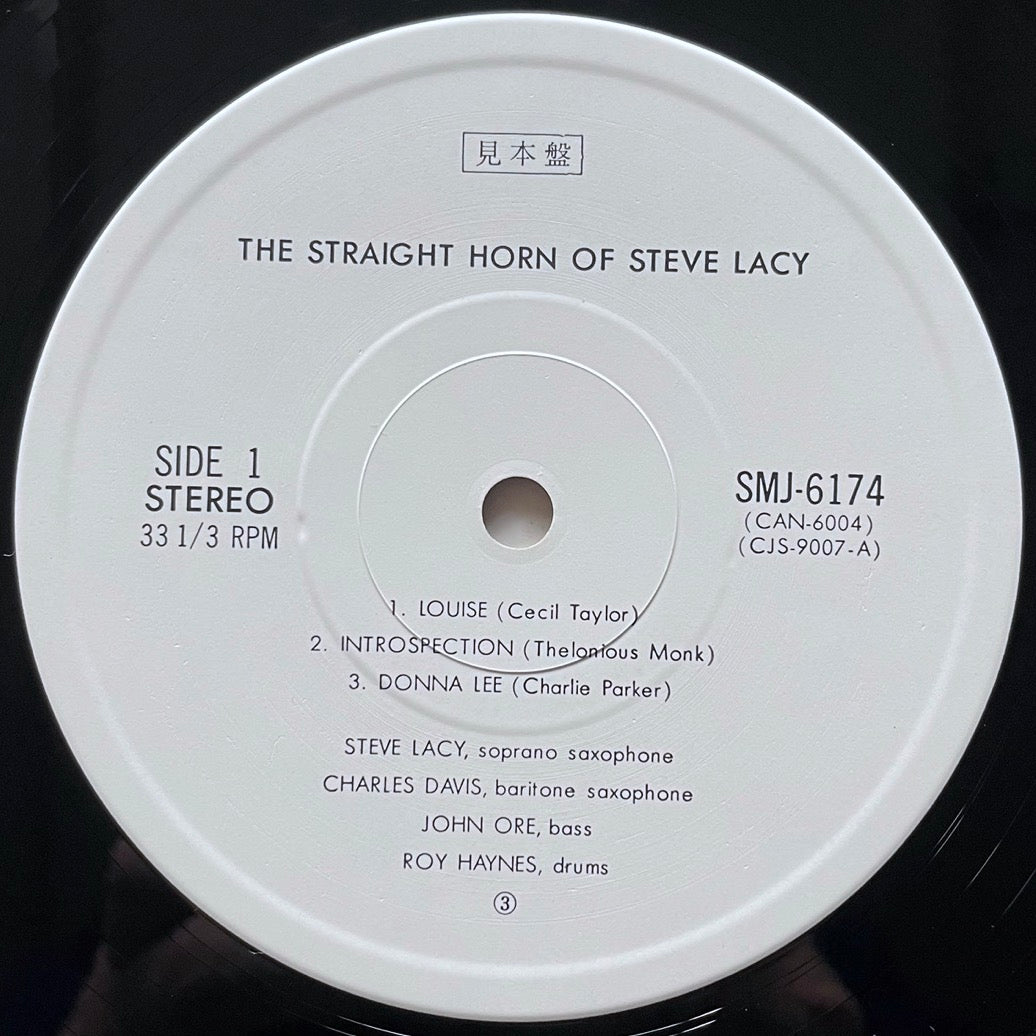 見本盤
THE STRAIGHT HORN OF STEVE LACY
SIDE 1
STEREO
33 1/3 RPM
SMJ-6174
(CAN-6004)
(CJS-9007-A)
1. LOUISE (Cecil Taylor)
2. INTROSPECTION (Thelonious Monk)
3. DONNA LEE (Charlie Parker)
STEVE LACY, soprano saxophone
CHARLES DAVIS, baritone saxophone
JOHN ORE, bass
ROY HAYNES, drums
③